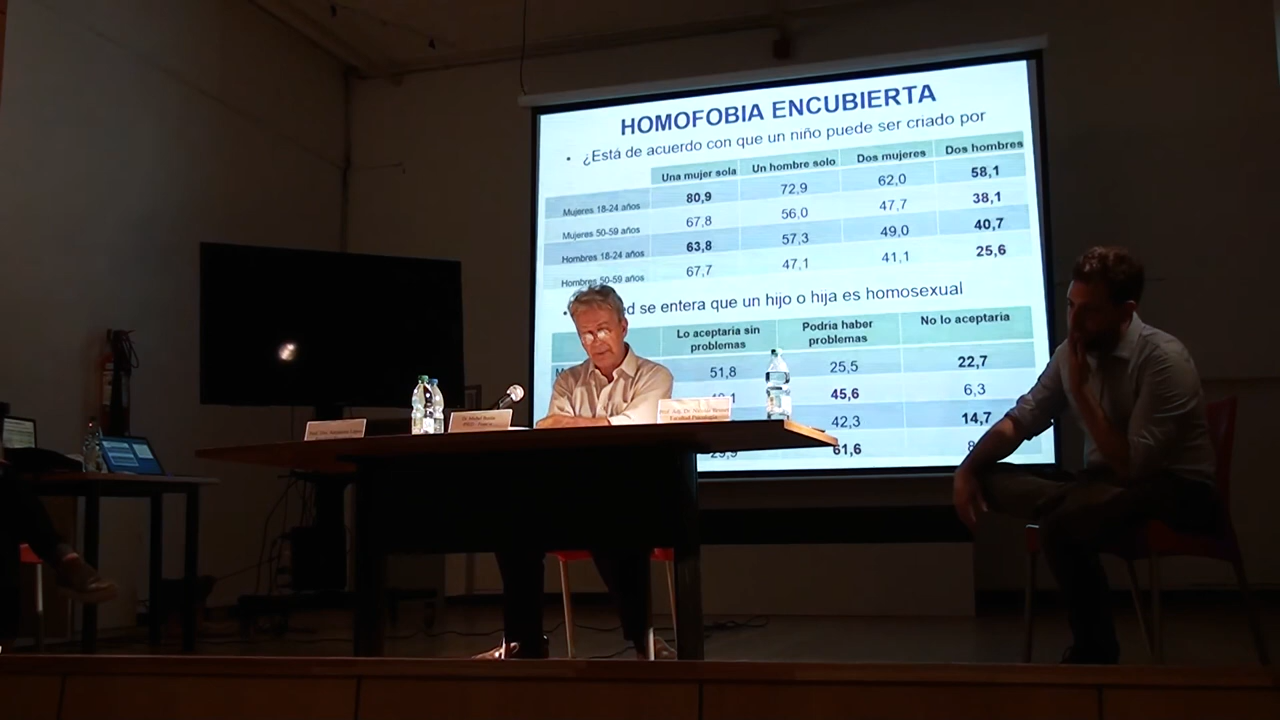 HOMOFOBIA ENCUBIERTA
• ¿Está de acuerdo con que un niño puede ser criado por
Una mujer sola Un hombre solo Dos mujeres Dos hombres
Mujeres 18-24 años 80,9 72,9 62,0 58,1
Mujeres 50-59 años 67,8 56,0 47,7 38,1
Hombres 18-24 años 63,8 57,3 49,0 40,7
Hombres 50-59 años 67,7 47,1 41,1 25,6
• ed se entera que un hijo o hija es homosexual
Lo aceptaria sin problemas Podria haber problemas No lo aceptaria
51,8 25,5 22,7
45,6 6,3
42,3 14,7
61,6